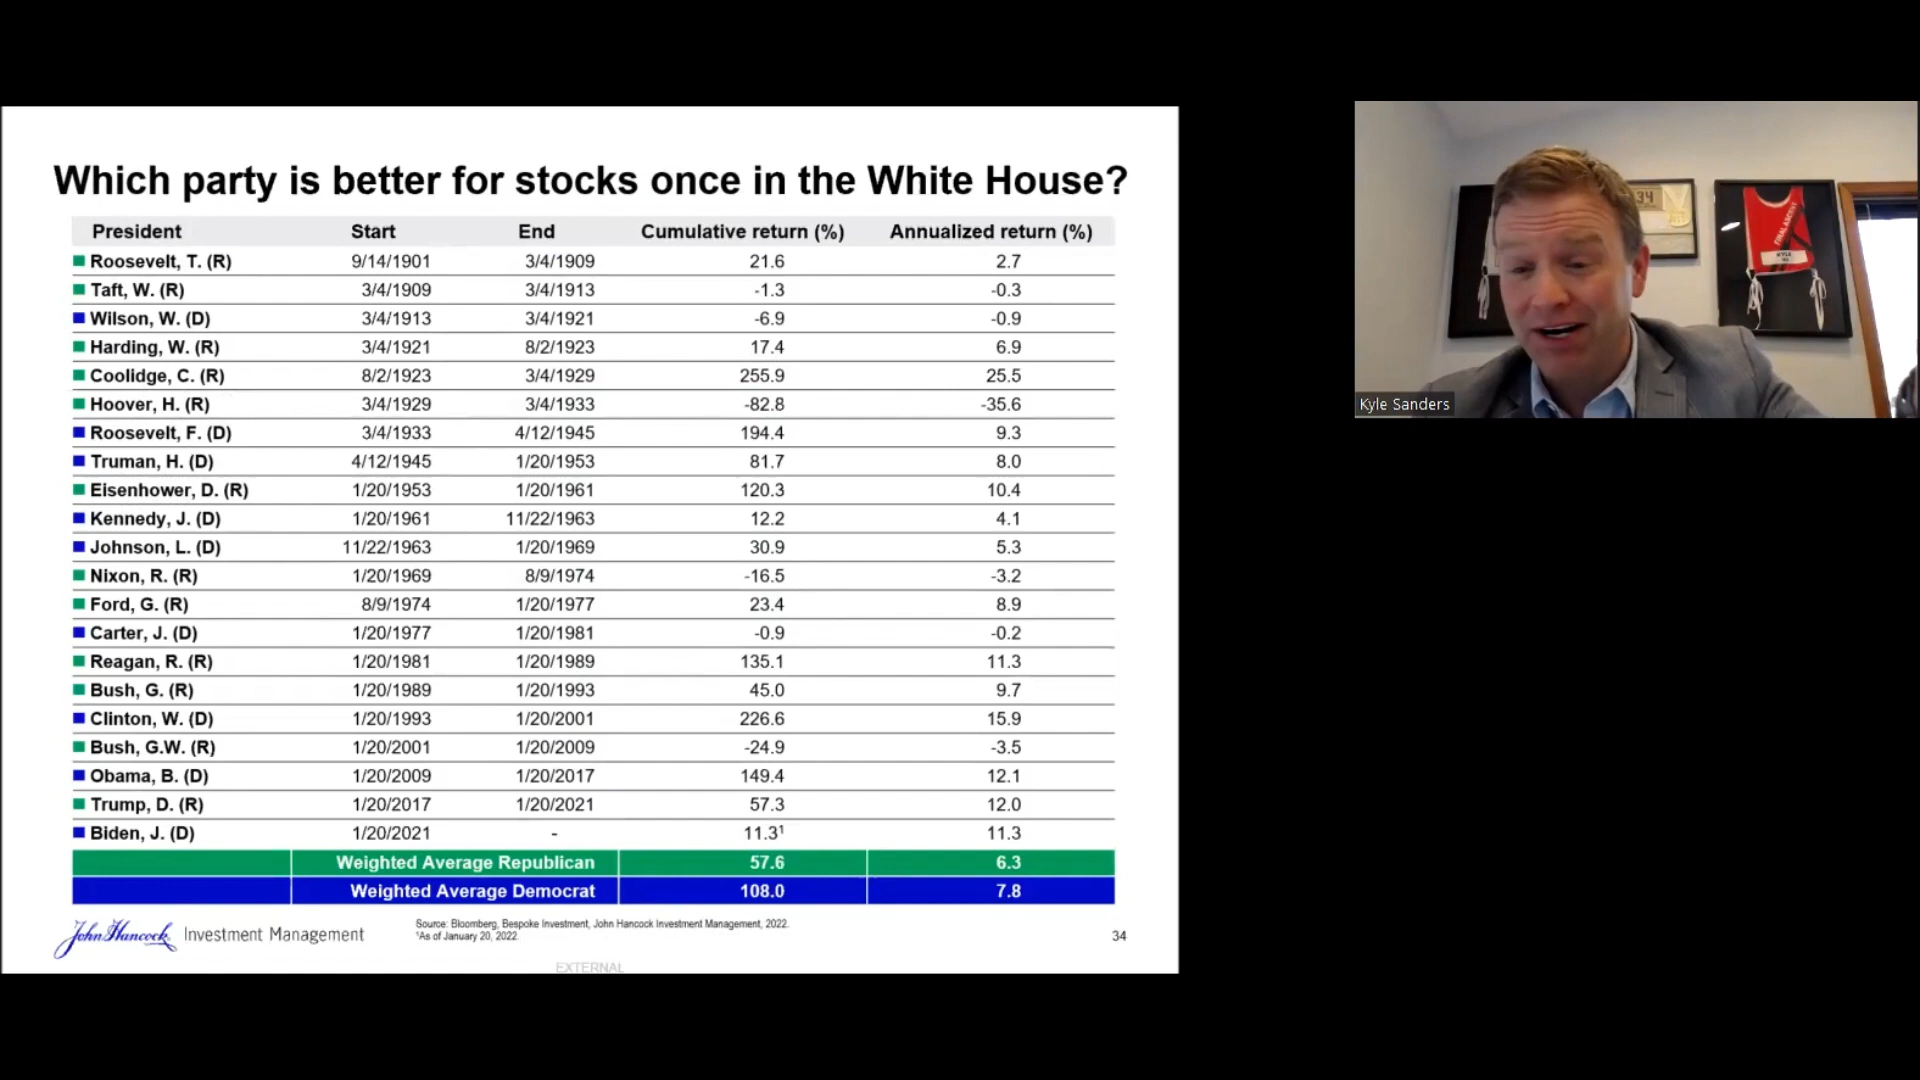 Which party is better for stocks once in the White House?
President Start End Cumulative return (%) Annualized return (%)
Roosevelt, T. (R) 9/14/1901 3/4/1909 21.6 2.7
Taft, W. (R) 3/4/1909 3/4/1913 -1.3 -0.3
Wilson, W. (D) 3/4/1913 3/4/1921 -6.9 -0.9
Harding, W. (R) 3/4/1921 8/2/1923 17.4 6.9
Coolidge, C. (R) 8/2/1923 3/4/1929 255.9 25.5
Hoover, H. (R) 3/4/1929 3/4/1933 -82.8 -35.6
Roosevelt, F. (D) 3/4/1933 4/12/1945 194.4 9.3
Truman, H. (D) 4/12/1945 1/20/1953 81.7 8.0
Eisenhower, D. (R) 1/20/1953 1/20/1961 120.3 10.4
Kennedy, J. (D) 1/20/1961 11/22/1963 12.2 4.1
Johnson, L. (D) 11/22/1963 1/20/1969 30.9 5.3
Nixon, R. (R) 1/20/1969 8/9/1974 -16.5 -3.2
Ford, G. (R) 8/9/1974 1/20/1977 23.4 8.9
Carter, J. (D) 1/20/1977 1/20/1981 -0.9 -0.2
Reagan, R. (R) 1/20/1981 1/20/1989 135.1 11.3
Bush, G. (R) 1/20/1989 1/20/1993 45.0 9.7
Clinton, W. (D) 1/20/1993 1/20/2001 226.6 15.9
Bush, G.W. (R) 1/20/2001 1/20/2009 -24.9 -3.5
Obama, B. (D) 1/20/2009 1/20/2017 149.4 12.1
Trump, D. (R) 1/20/2017 1/20/2021 57.3 12.0
Biden, J. (D) 1/20/2021 - 11.3¹ 11.3
Weighted Average Republican 57.6 6.3
Weighted Average Democrat 108.0 7.8
John Hancock Investment Management
Source: Bloomberg, Bespoke Investment, John Hancock Investment Management, 2022.
¹As of January 20, 2022.
34
EXTERNAL
Kyle Sanders
34